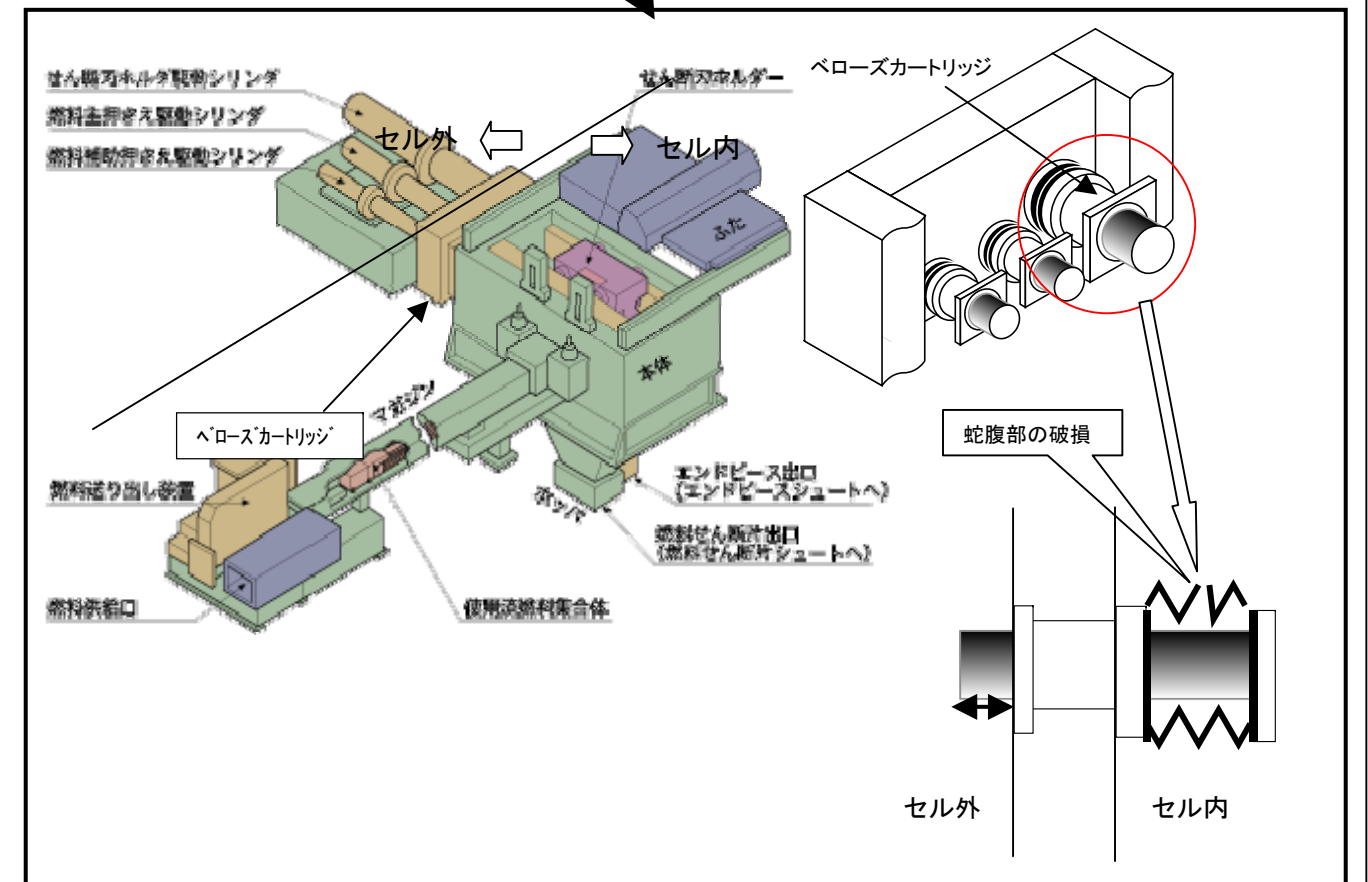 せん断刃ホルダ駆動シリンダ
燃料主押さえ駆動シリンダ
燃料補助押さえ駆動シリンダ
セル外
せん断刃ホルダー
セル内
ふた
ベローズカートリッジ
本体
マガジン
ベローズカートリッジ
燃料送り出し装置
エンドピース出口
(エンドピースシュートへ)
ホッパ
燃料せん断片出口
(燃料せん断片シュートへ)
燃料供給口
使用済燃料集合体
蛇腹部の破損
セル外
セル内